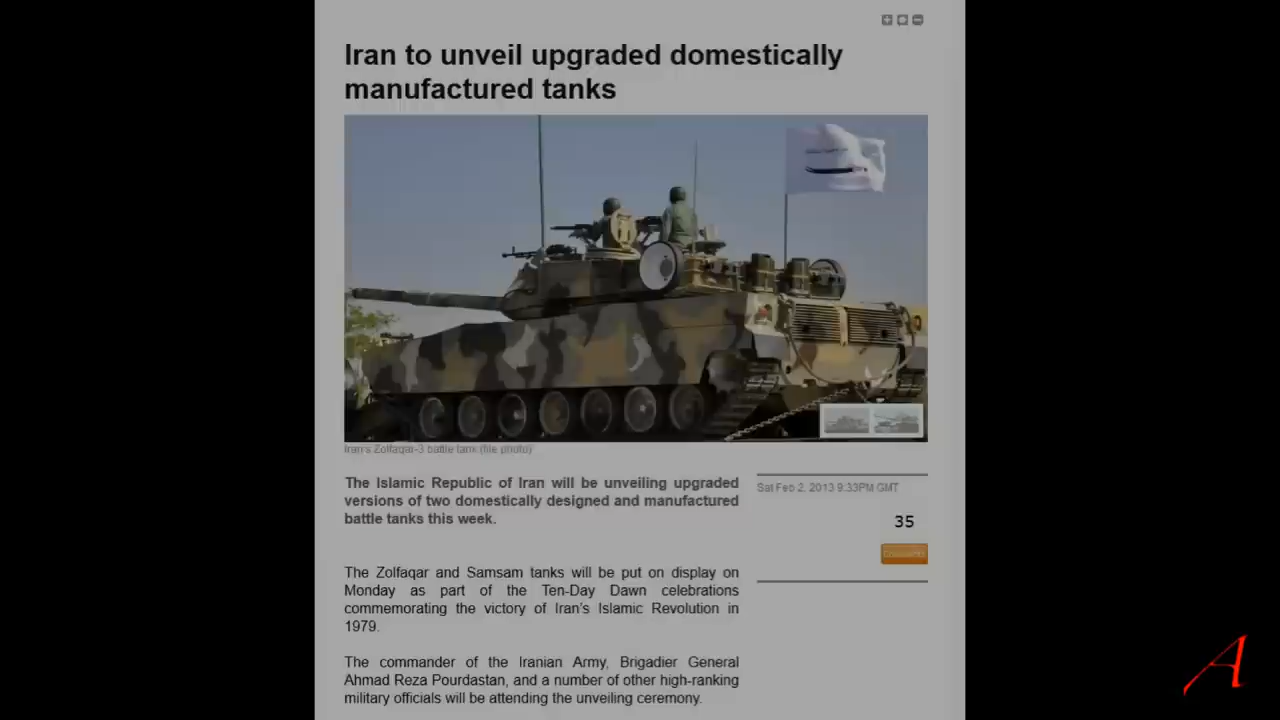 Iran to unveil upgraded domestically
manufactured tanks
Iran's Zolfaqar-3 battle tank (file photo)
The Islamic Republic of Iran will be unveiling upgraded
versions of two domestically designed and manufactured
battle tanks this week.
Sat Feb 2, 2013 9:33PM GMT
35
Comments
The Zolfaqar and Samsam tanks will be put on display on
Monday as part of the Ten-Day Dawn celebrations
commemorating the victory of Iran's Islamic Revolution in
1979.
The commander of the Iranian Army, Brigadier General
Ahmad Reza Pourdastan, and a number of other high-ranking
military officials will be attending the unveiling ceremony.
A